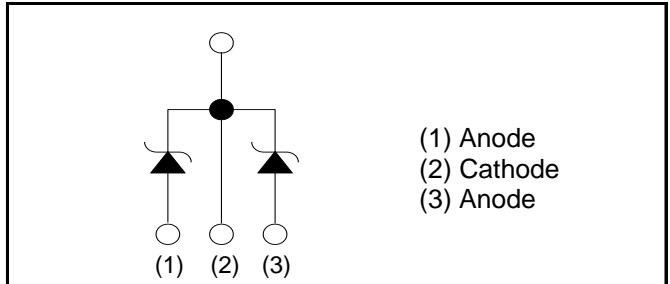 (1) Anode
(2) Cathode
(3) Anode
(1) (2) (3)